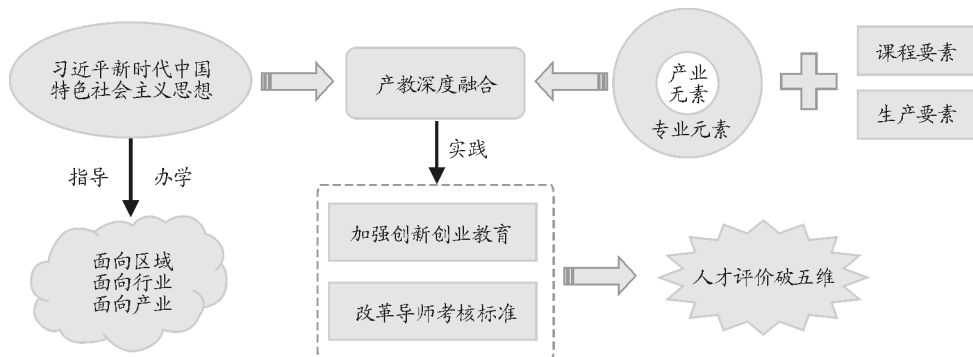 习近平新时代中国
特色社会主义思想
产教深度融合
产业
无素
专业元素
课程要素
生产要素
指导
办学
实践
面向区域
面向行业
面向产业
加强创新创业教育
改革导师考核标准
人才评价破五维